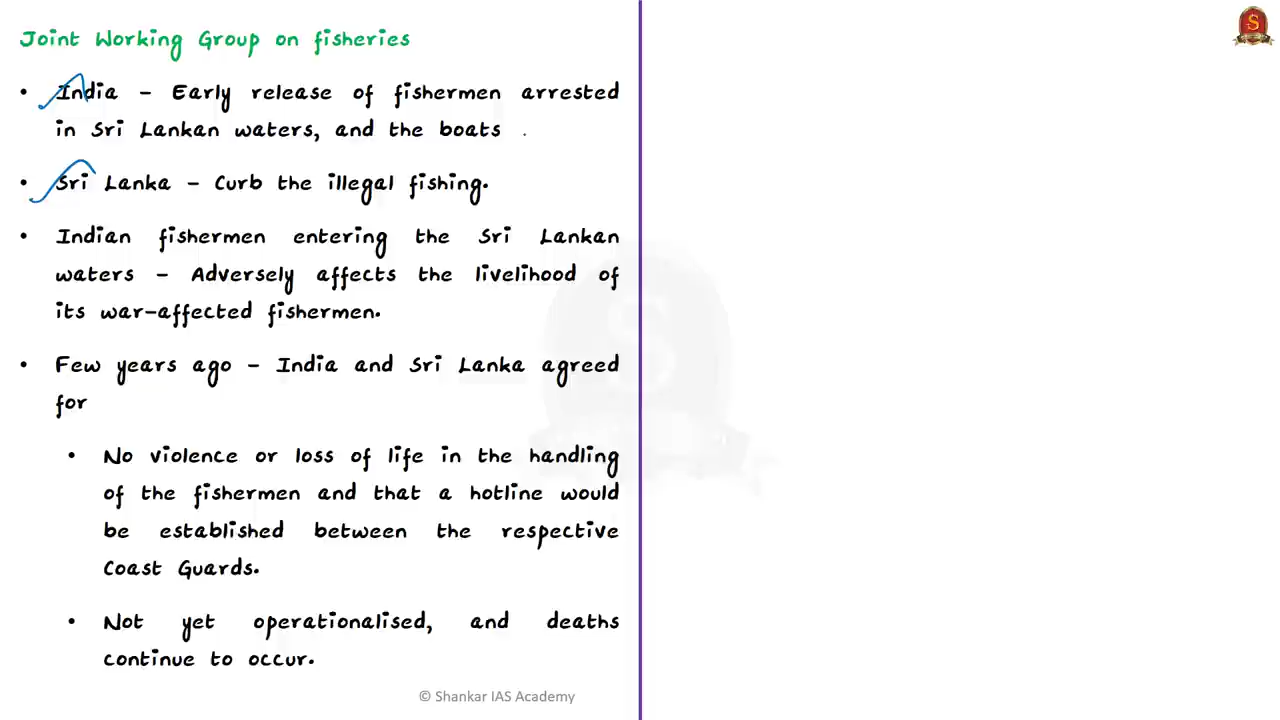 Joint Working Group on fisheries
• India – Early release of fishermen arrested
in Sri Lankan waters, and the boats .
• Sri Lanka – Curb the illegal fishing.
• Indian fishermen entering the Sri Lankan
waters – Adversely affects the livelihood of
its war-affected fishermen.
• Few years ago – India and Sri Lanka agreed
for
• No violence or loss of life in the handling
of the fishermen and that a hotline would
be established between the respective
Coast Guards.
• Not yet operationalised, and deaths
continue to occur.
© Shankar IAS Academy
S